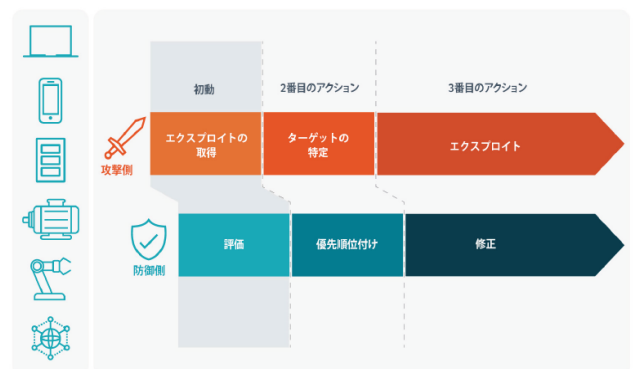 初動
2番目のアクション
3番目のアクション
エクスプロイトの
取得
ターゲットの
特定
エクスプロイト
攻撃側
評価
優先順位付け
修正
防御側